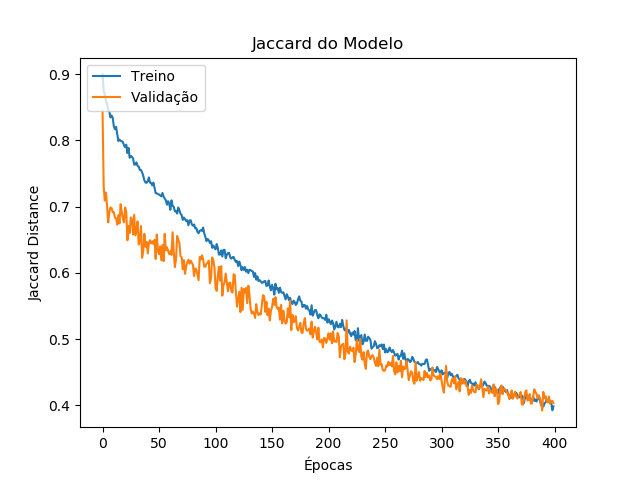 Jaccard do Modelo
Treino
Validação
Jaccard Distance
0.9
0.8
0.7
0.6
0.5
0.4
0 50 100 150 200 250 300 350 400
Épocas